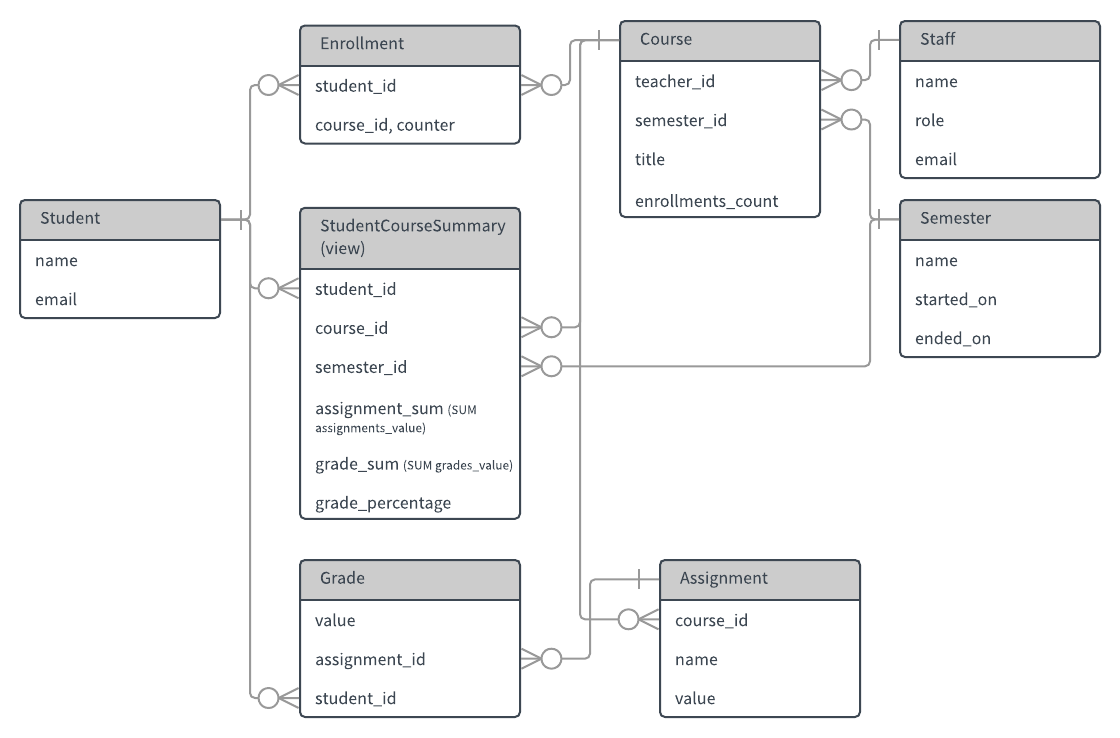 Enrollment
student_id
course_id, counter
Course
teacher_id
semester_id
title
enrollments_count
Staff
name
role
email
Student
name
email
StudentCourseSummary
(view)
student_id
course_id
semester_id
assignment_sum (SUM
assignments_value)
grade_sum (SUM grades_value)
grade_percentage
Semester
name
started_on
ended_on
Grade
value
assignment_id
student_id
Assignment
course_id
name
value